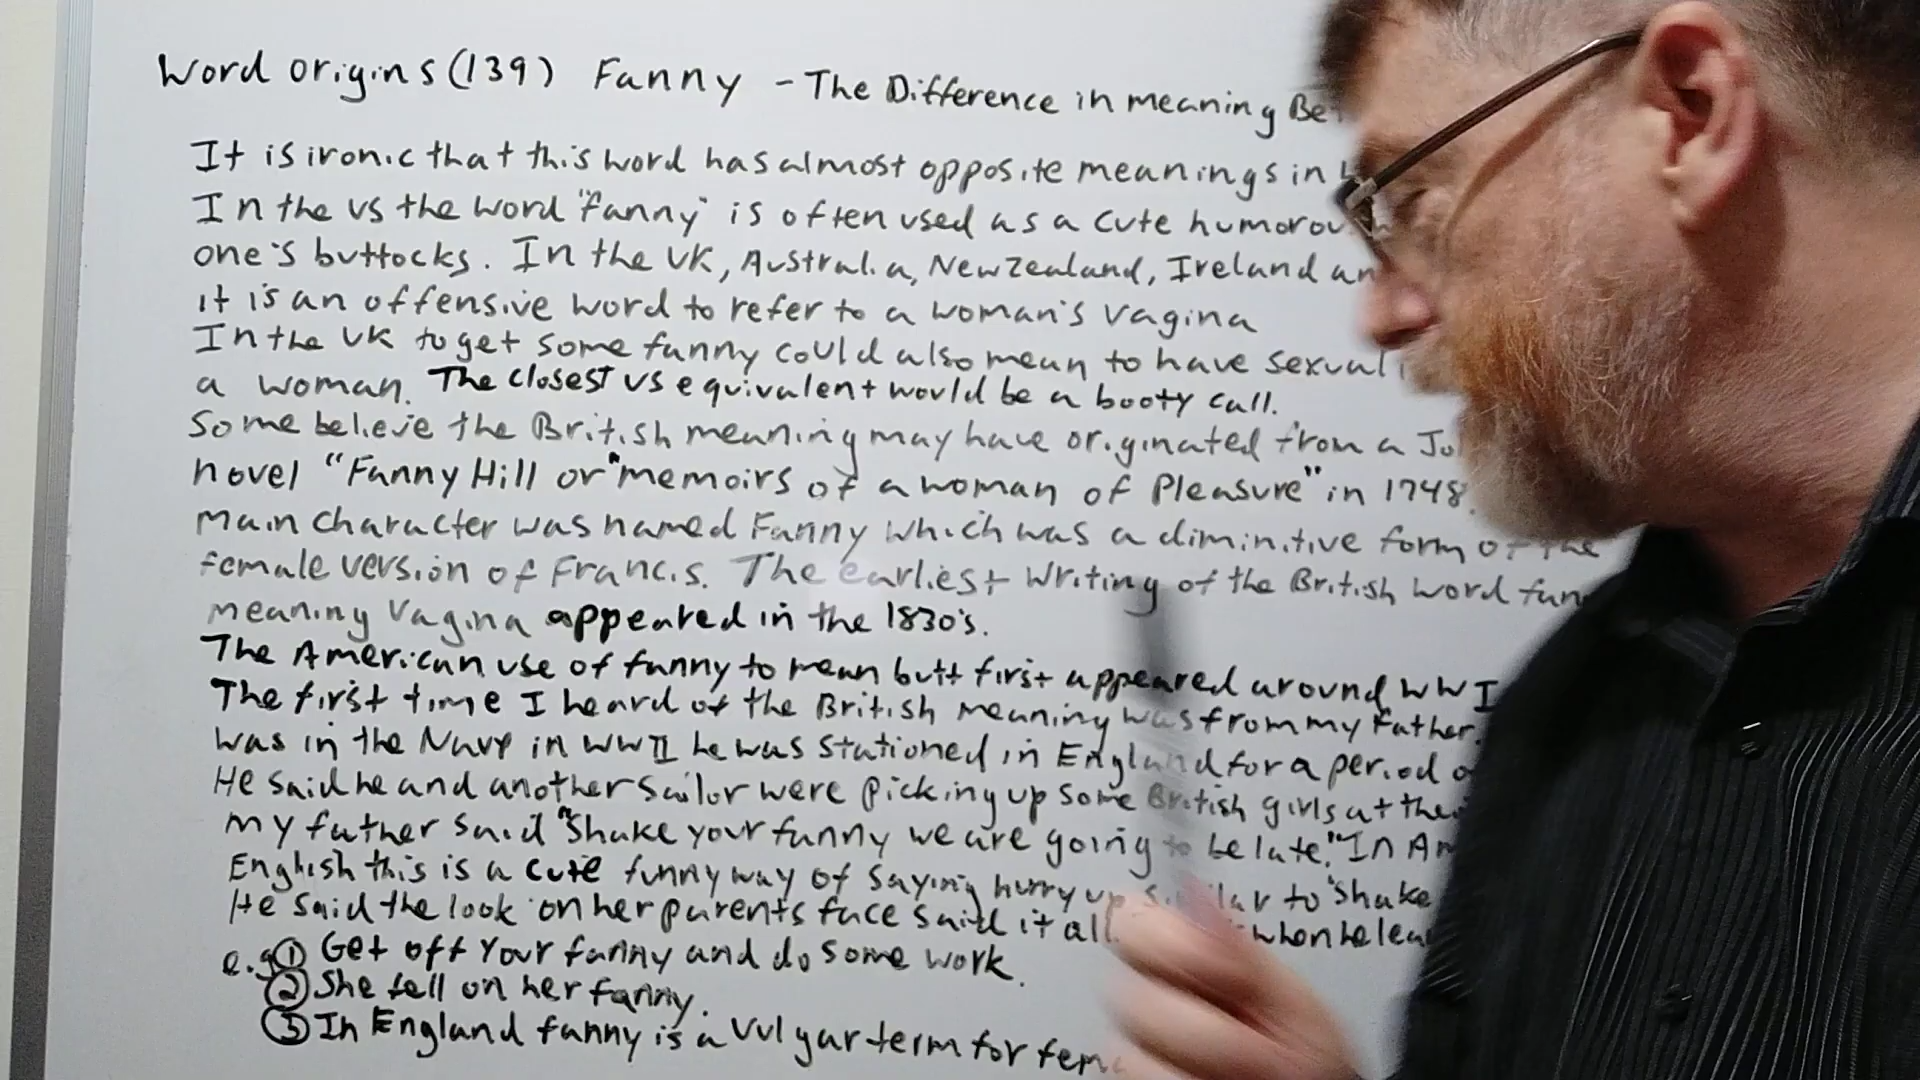 Word Origins (139) Fanny - The Difference in meaning
It is ironic that this word has almost opposite meanings in
In the US the word "fanny" is often used as a cute
one's buttocks. In the UK, Australia, New Zealand, Ireland
it is an offensive word to refer to a woman's vagina
In the UK to get some fanny could also mean to have sexual
a woman. The closest US equivalent would be a booty call.
Some believe the British meaning may have originated from a
novel "Fanny Hill or "memoirs of a woman of Pleasure" in 1748.
main character was named Fanny which was a diminitive form of the
female version of Francis. The earliest writing of the British word
meaning vagina appeared in the 1830's.
The American use of fanny to mean butt first appeared around WWI
The first time I heard of the British meaning was from my Father.
was in the Navy in WWII he was stationed in England for a period
He said he and another sailor were picking up some British girls at
my father said "Shake your fanny we are going to be late." In
English this is a cute funny way of saying hurry up similar to "shake
He said the look on her parents face said it all. when he
e.g. ① Get off your fanny and do some work.
② She fell on her fanny.
③ In England fanny is a vulgar term for